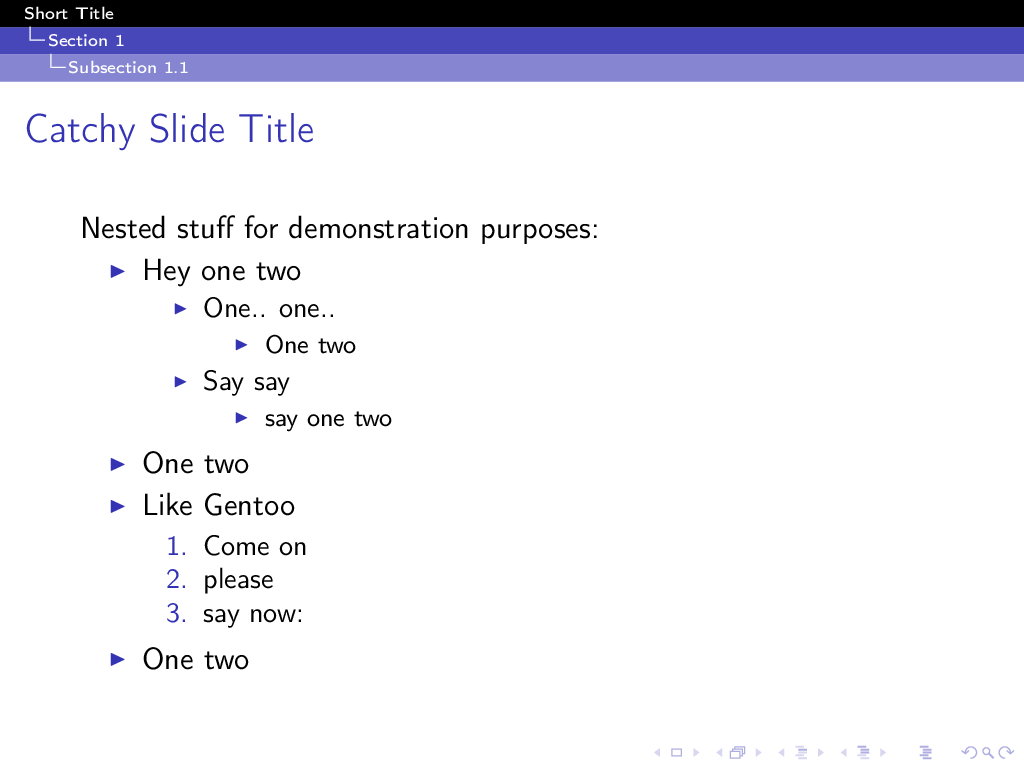 Short Title
Section 1
Subsection 1.1
Catchy Slide Title
Nested stuff for demonstration purposes:
Hey one two
One.. one..
One two
Say say
say one two
One two
Like Gentoo
1. Come on
2. please
3. say now:
One two